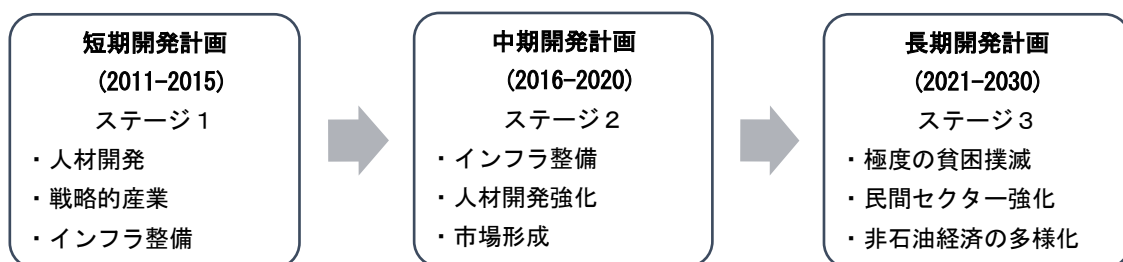 短期開発計画
(2011-2015)
ステージ1
・人材開発
・戦略的産業
・インフラ整備
中期開発計画
(2016-2020)
ステージ2
・インフラ整備
・人材開発強化
・市場形成
長期開発計画
(2021-2030)
ステージ3
・極度の貧困撲滅
・民間セクター強化
・非石油経済の多様化